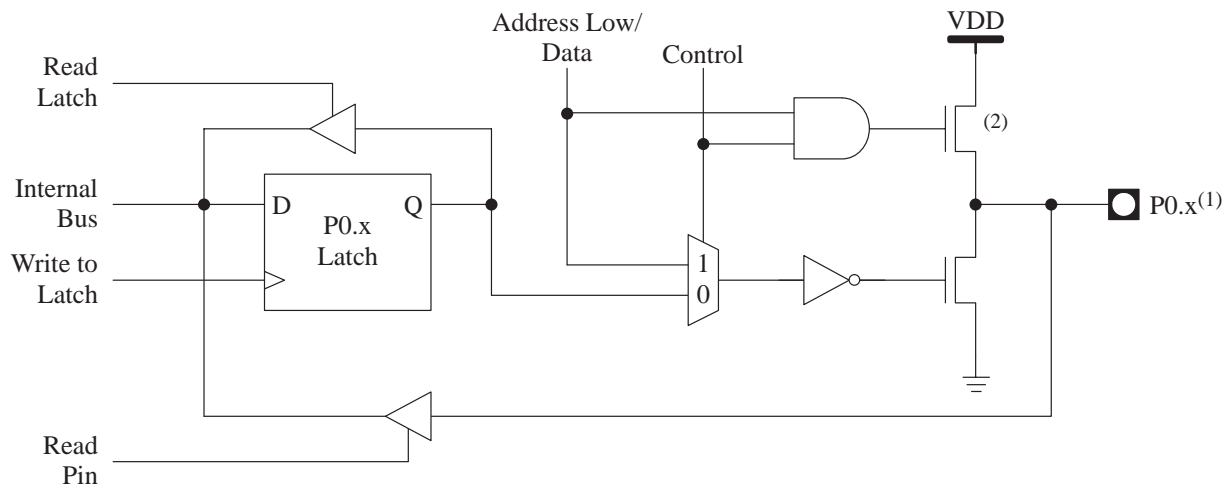 Address Low/
Data
Control
VDD
Read
Latch
(2)
Internal
Bus
D
Q
P0.x
Latch
P0.x(1)
Write to
Latch
1
0
Read
Pin